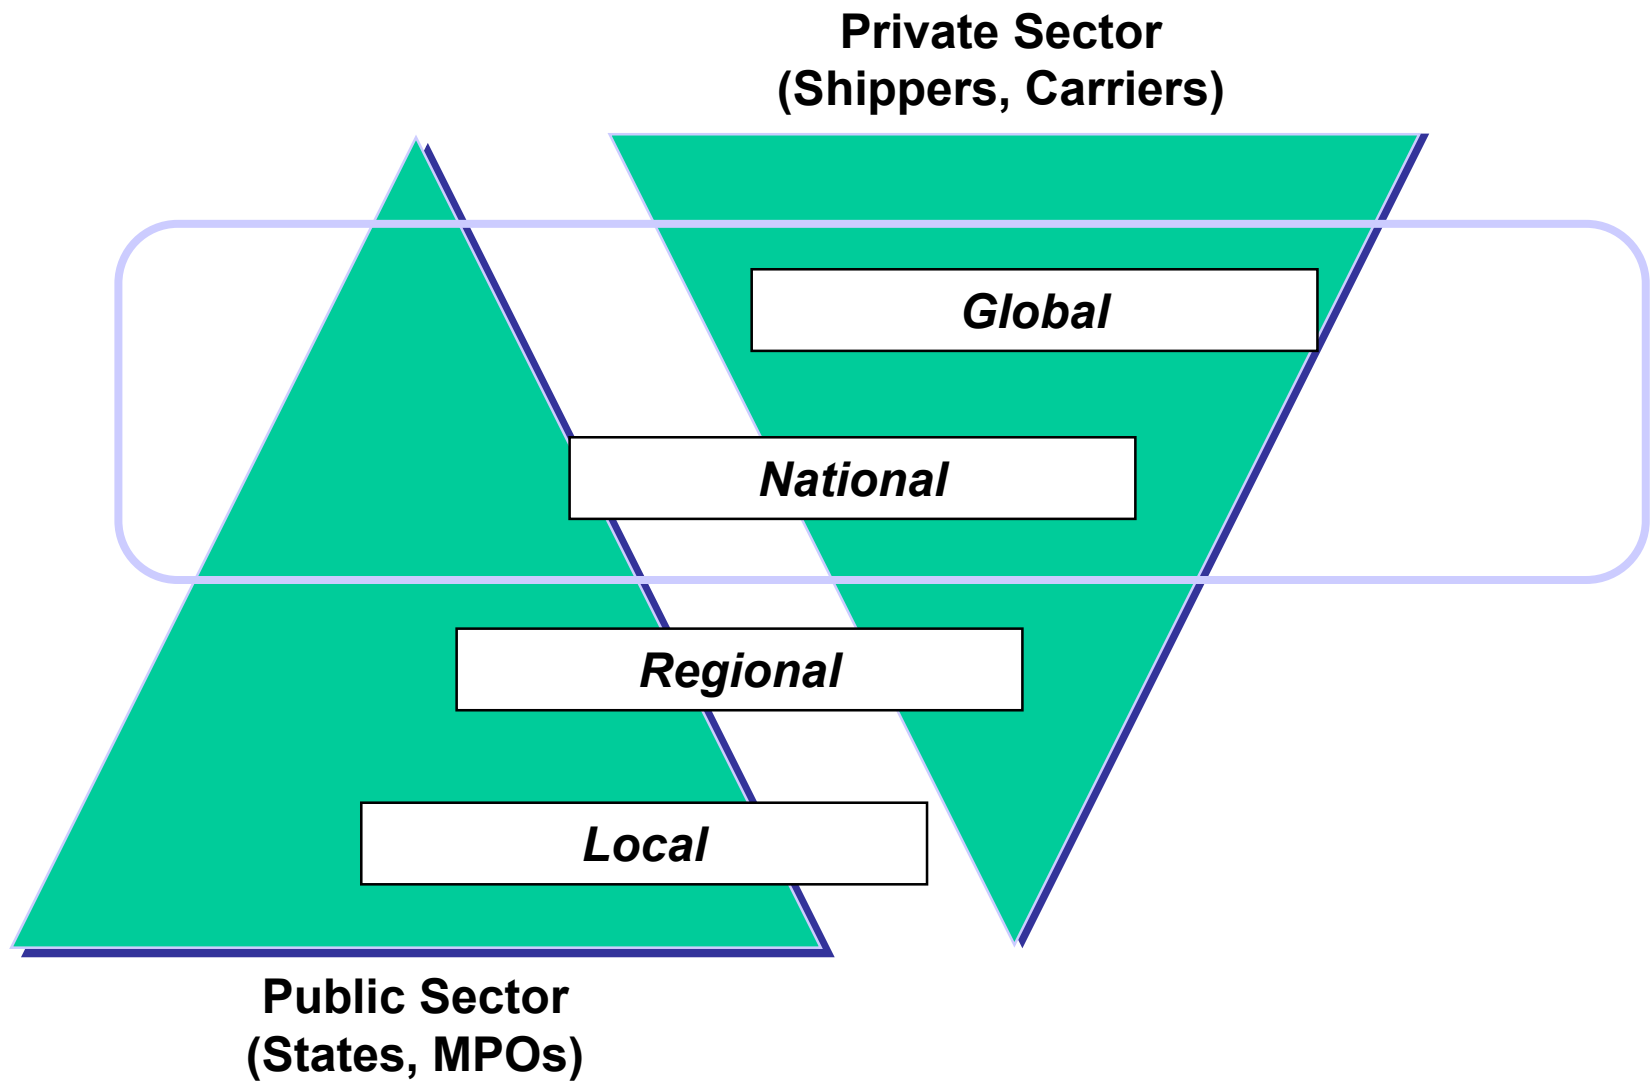 Private Sector
(Shippers, Carriers)
Global
National
Regional
Local
Public Sector
(States, MPOs)